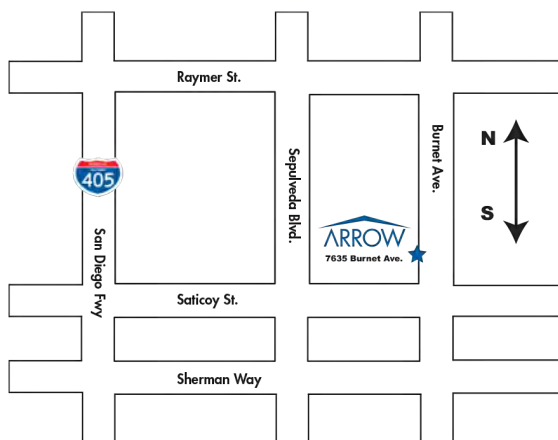 Raymer St.
N
Burnet Ave.
Sepulveda Blvd.
405
S
ARROW
7635 Burnet Ave.
San Diego Fwy
Saticoy St.
Sherman Way